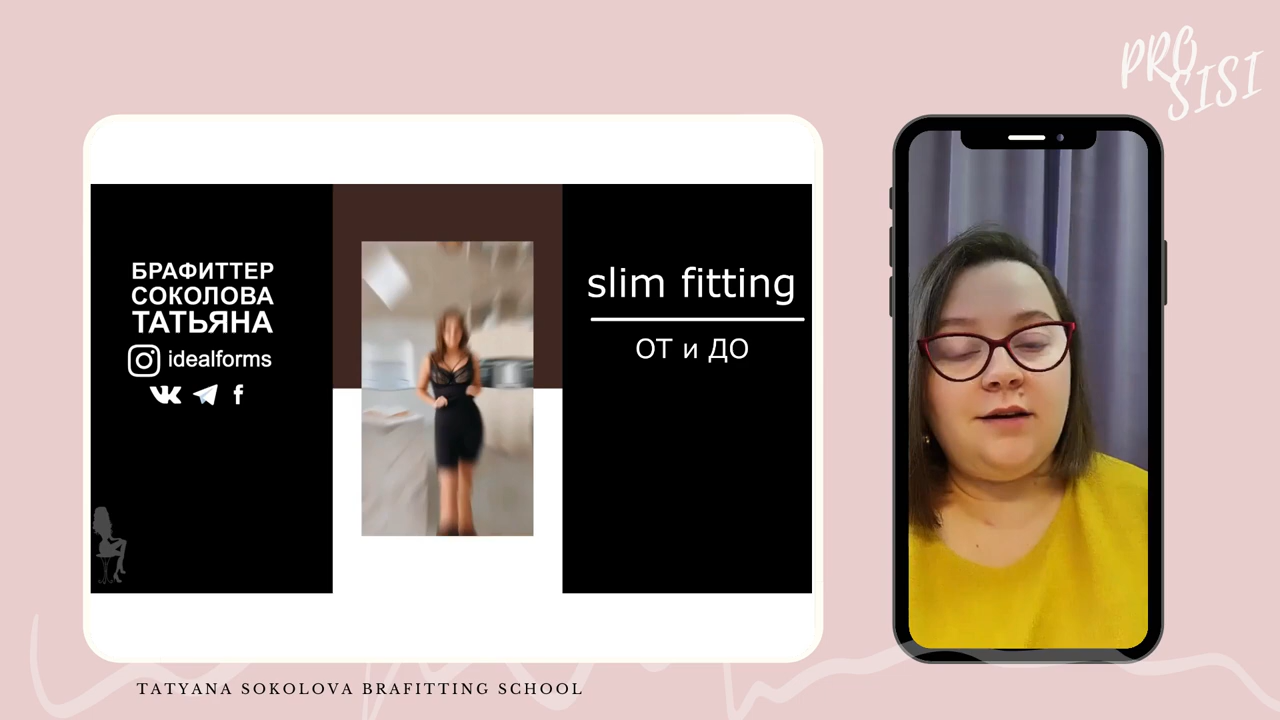 PRO
SISI
БРАФИТТЕР
СОКОЛОВА
ТАТЬЯНА
idealforms
slim fitting
ОТ и ДО
TATYANA SOKOLOVA BRAFITTING SCHOOL